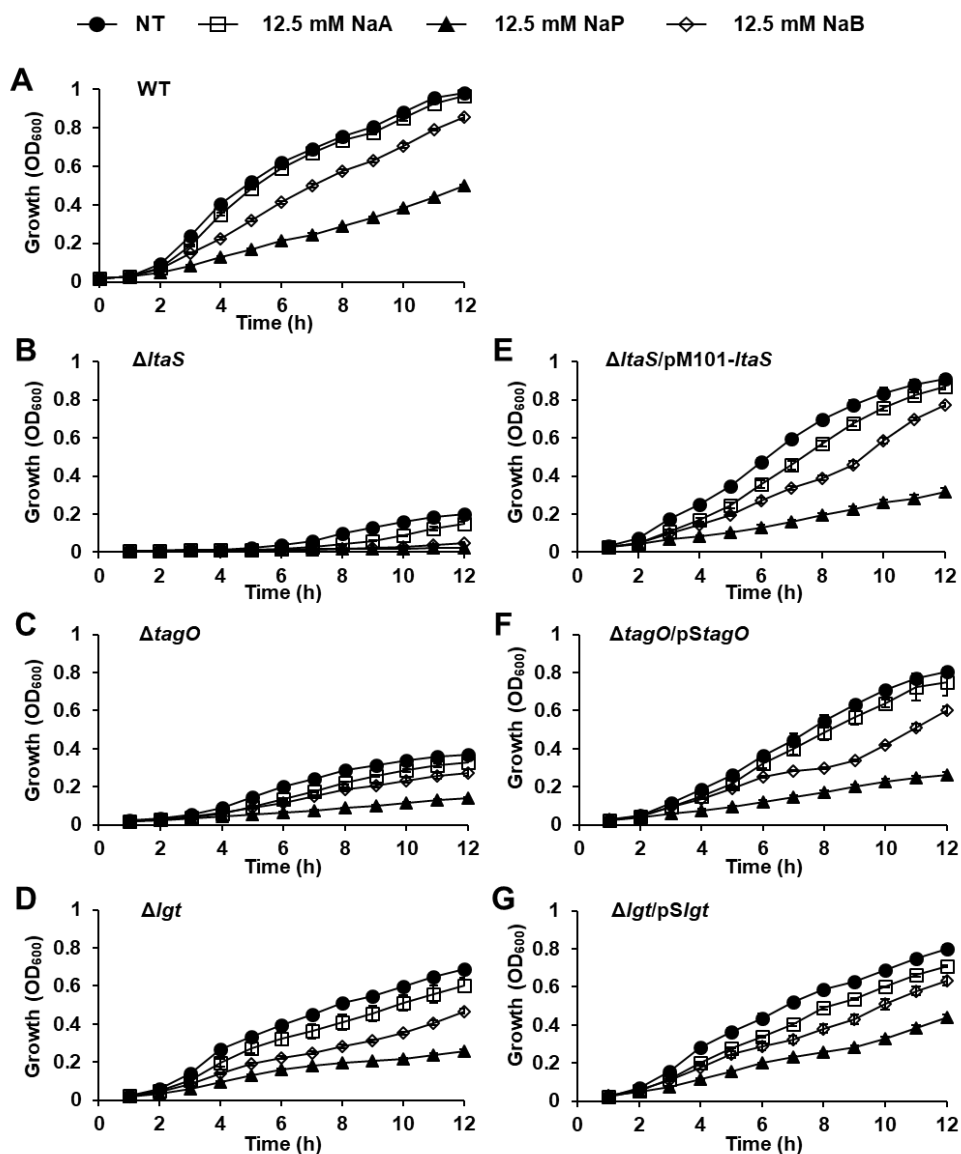 NT 12.5 mM NaA 12.5 mM NaP 12.5 mM NaB
A
WT
Growth (OD600)
1
0.8
0.6
0.4
0.2
0
0 2 4 6 8 10 12
Time (h)
B
ΔltaS
Growth (OD600)
1
0.8
0.6
0.4
0.2
0
0 2 4 6 8 10 12
Time (h)
E
ΔltaS/pM101-ltaS
Growth (OD600)
1
0.8
0.6
0.4
0.2
0
0 2 4 6 8 10 12
Time (h)
C
ΔtagO
Growth (OD600)
1
0.8
0.6
0.4
0.2
0
0 2 4 6 8 10 12
Time (h)
F
ΔtagO/pStagO
Growth (OD600)
1
0.8
0.6
0.4
0.2
0
0 2 4 6 8 10 12
Time (h)
D
Δlgt
Growth (OD600)
1
0.8
0.6
0.4
0.2
0
0 2 4 6 8 10 12
Time (h)
G
Δlgt/pSlgt
Growth (OD600)
1
0.8
0.6
0.4
0.2
0
0 2 4 6 8 10 12
Time (h)